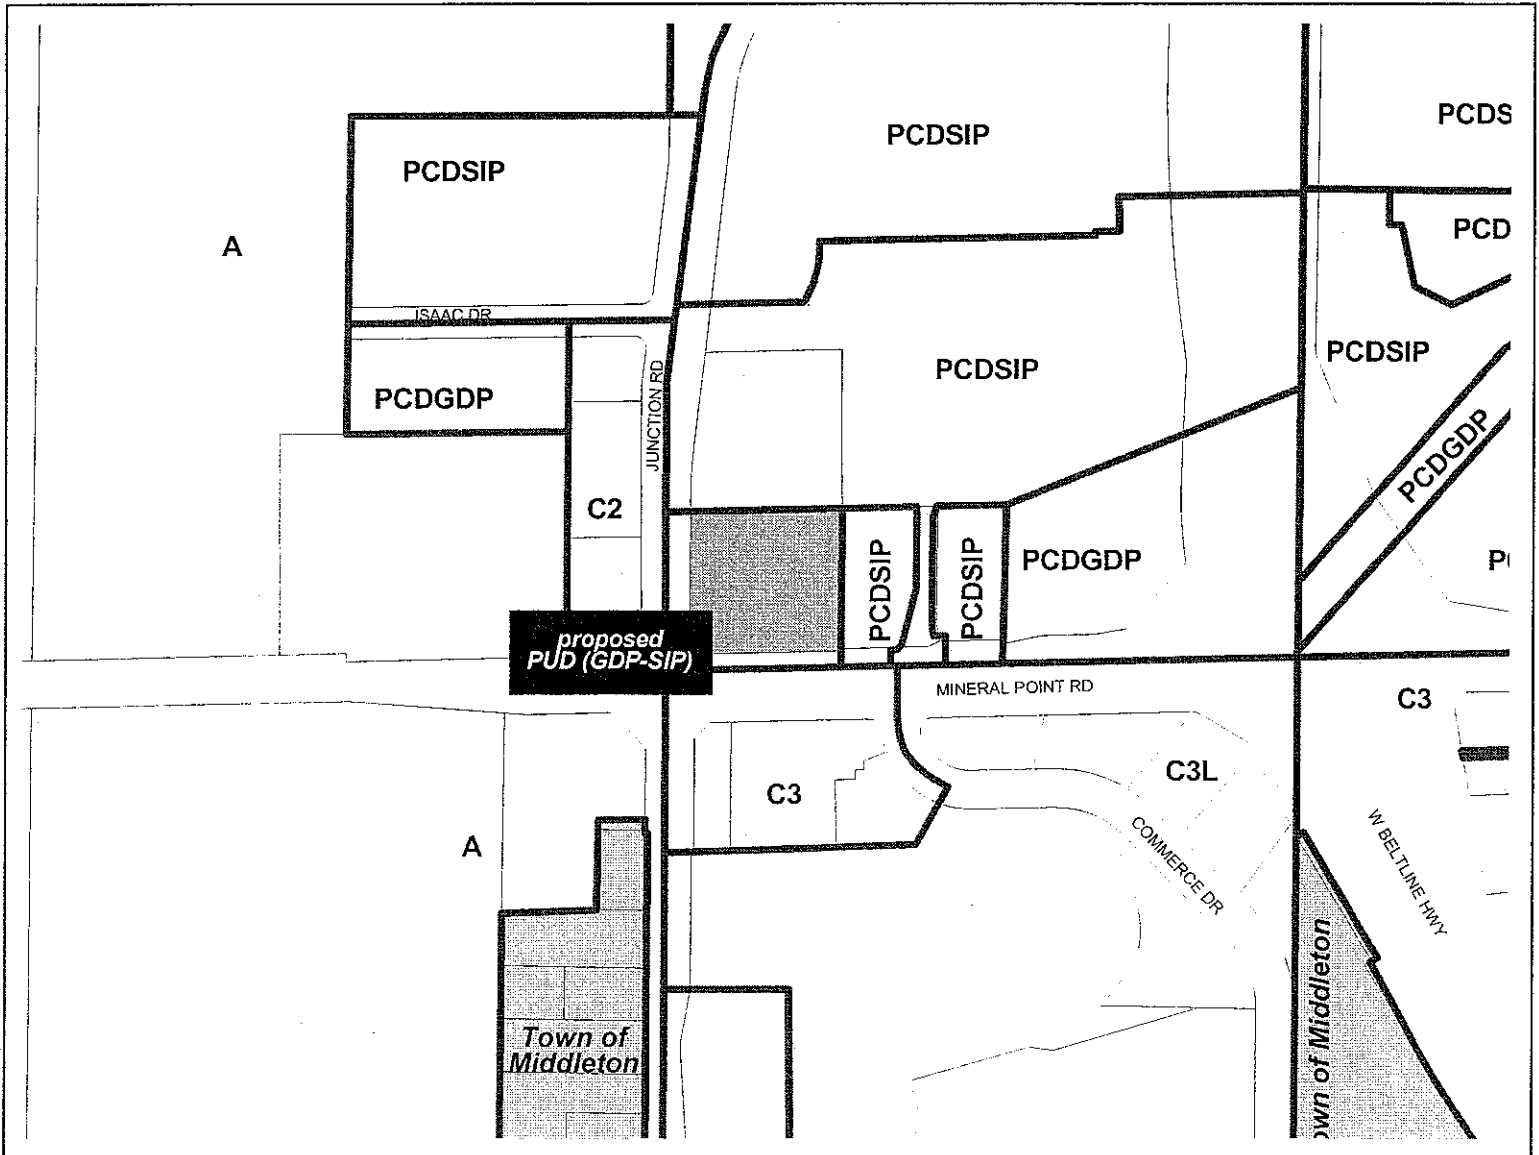 PCDS
PCDSIP
PCDSIP
PCD
A
ISAAC DR
PCDSIP
PCDSIP
PCDGDP
JUNCTION RD
PCDGDP
C2
PCDSIP
PCDSIP
PCDGDP
proposed
PUD (GDP-SIP)
MINERAL POINT RD
C3
C3L
C3
A
COMMERCE DR
W BELTLINE HWY
Town of
Middleton
own of Middleton